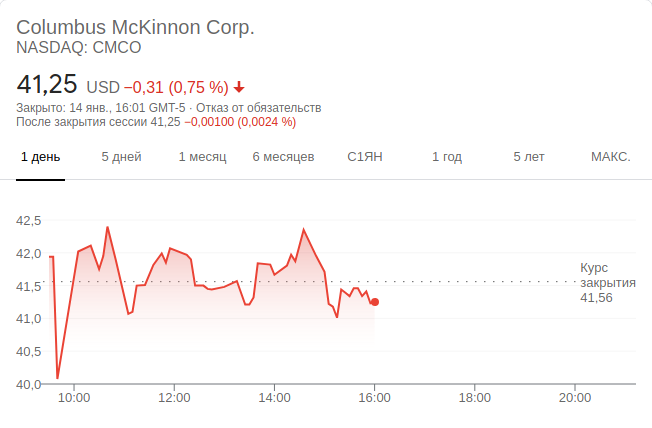 Columbus McKinnon Corp.
NASDAQ: CMCO
41,25 USD −0,31 (0,75 %)
Закрыто: 14 янв., 16:01 GMT-5 · Отказ от обязательств
После закрытия сессии 41,25 −0,00100 (0,0024 %)
1 день 5 дней 1 месяц 6 месяцев С1ЯН 1 год 5 лет МАКС.
42,5
42,0
41,5
41,0
40,5
40,0
Курс
закрытия
41,56
10:00 12:00 14:00 16:00 18:00 20:00